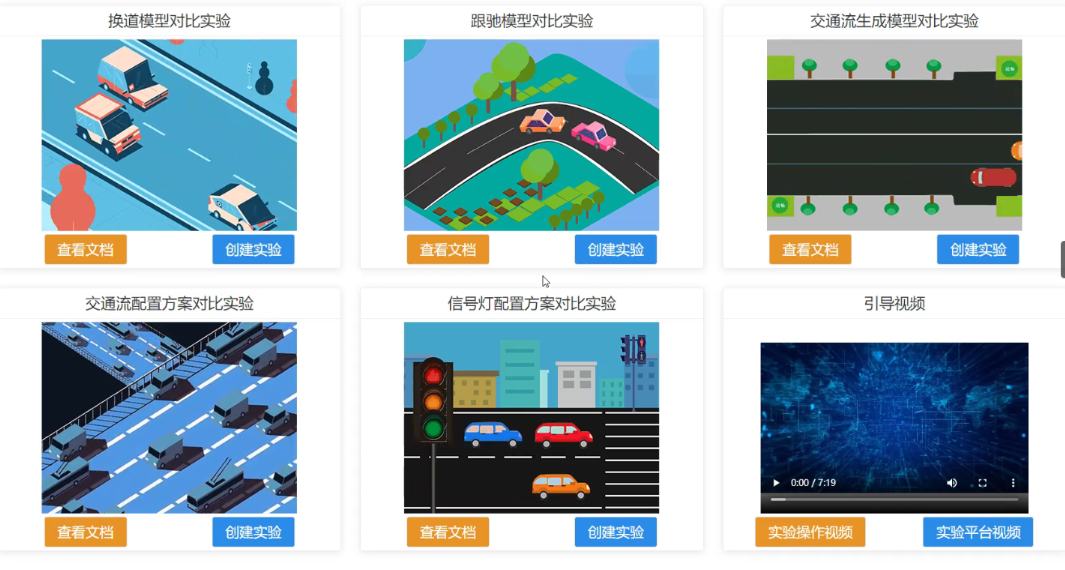 换道模型对比实验
跟驰模型对比实验
交通流生成模型对比实验
查看文档
创建实验
查看文档
创建实验
查看文档
创建实验
交通流配置方案对比实验
信号灯配置方案对比实验
引导视频
0:00 / 7:19
查看文档
创建实验
查看文档
创建实验
实验操作视频
实验平台视频